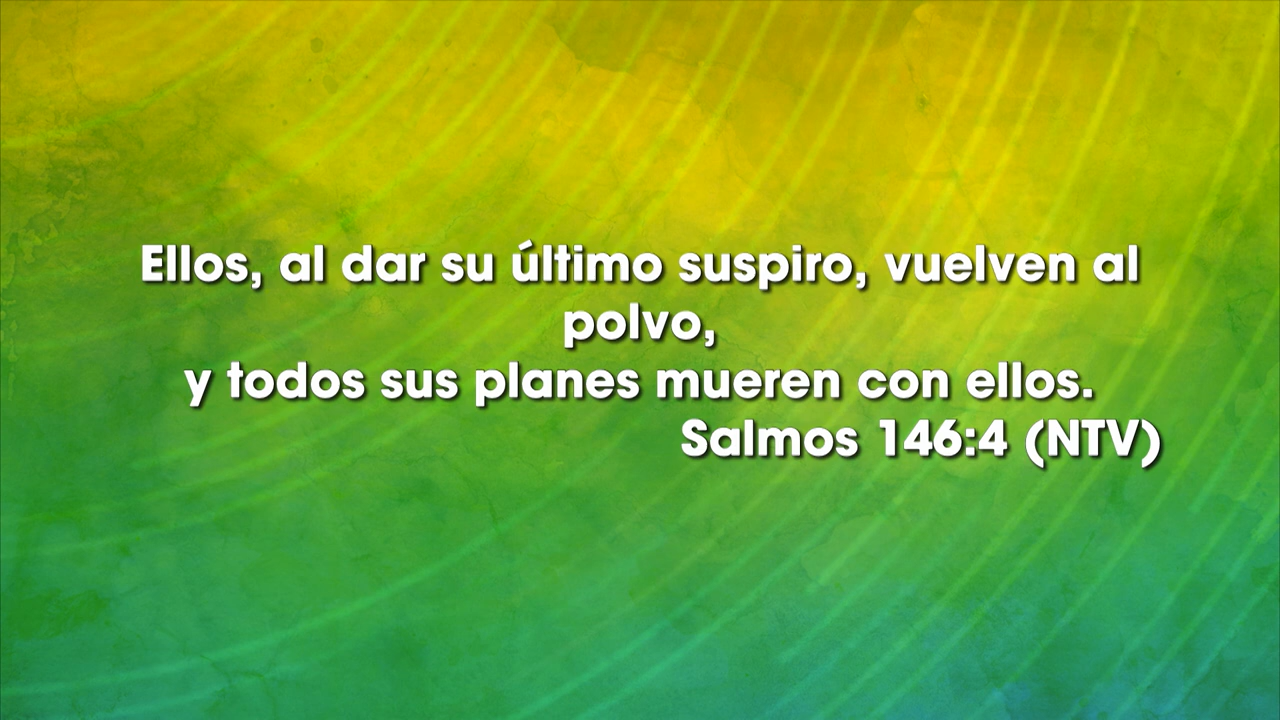 Ellos, al dar su último suspiro, vuelven al
polvo,
y todos sus planes mueren con ellos.
Salmos 146:4 (NTV)